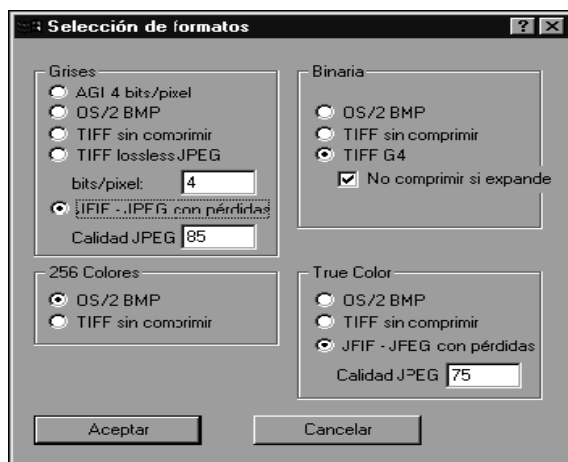 Selección de formatos
Grises
AGI 4 bits/pixel
OS/2 BMP
TIFF sin comprimir
TIFF lossless JPEG
bits/pixel: 4
JFIF - JPEG con pérdidas
Calidad JPEG 85
Binaria
OS/2 BMP
TIFF sin comprimir
TIFF G4
No comprimir si expande
256 Colores
OS/2 BMP
TIFF sin comprimir
True Color
OS/2 BMP
TIFF sin comprimir
JFIF - JPEG con pérdidas
Calidad JPEG 75
Aceptar
Cancelar